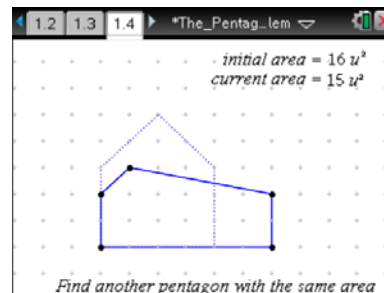 1.2 1.3 1.4 *The_Pentag…lem
initial area = 16 u²
current area = 15 u²
Find another pentagon with the same area